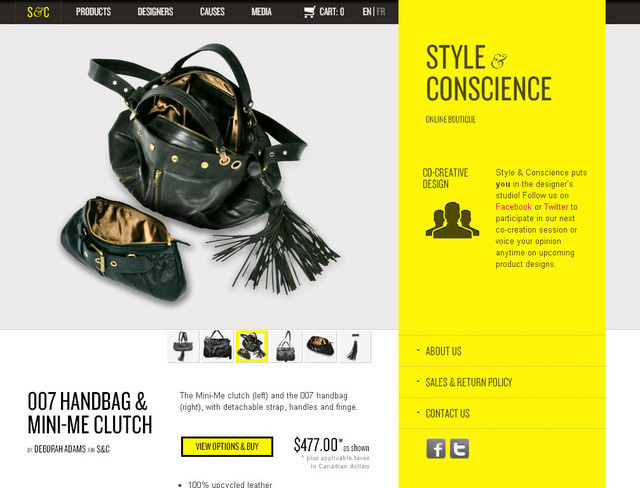 S&C PRODUCTS DESIGNERS CAUSES MEDIA CART: 0 EN | FR
STYLE &
CONSCIENCE
ONLINE BOUTIQUE
CO-CREATIVE
DESIGN
Style & Conscience puts
you in the designer's
studio! Follow us on
Facebook or Twitter to
participate in our next
co-creation session or
voice your opinion
anytime on upcoming
product designs.
- ABOUT US
- SALES & RETURN POLICY
- CONTACT US
f t
007 HANDBAG &
MINI-ME CLUTCH
BY DEBORAH ADAMS FOR S&C
The Mini-Me clutch (left) and the 007 handbag
(right), with detachable strap, handles and fringe.
VIEW OPTIONS & BUY
$477.00* as shown
* plus applicable taxes
in Canadian dollars
• 100% upcycled leather